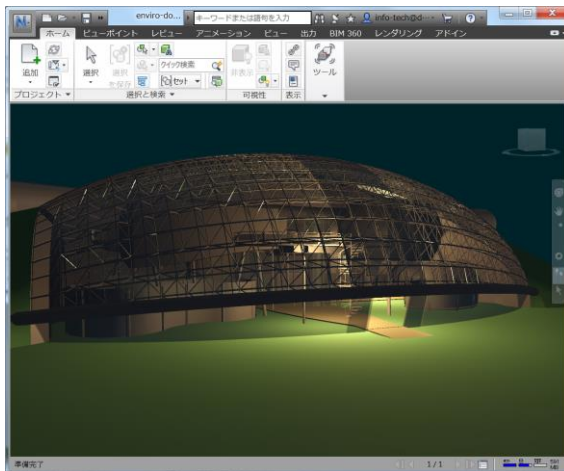 enviro-do... キーワードまたは語句を入力 info-tech@d...
ホーム ビューポイント レビュー アニメーション ビュー 出力 BIM 360 レンダリング アドイン
追加 選択 選択を保存 クイック検索 セット 非表示 ツール
プロジェクト 選択と検索 可視性 表示
準備完了 1/1